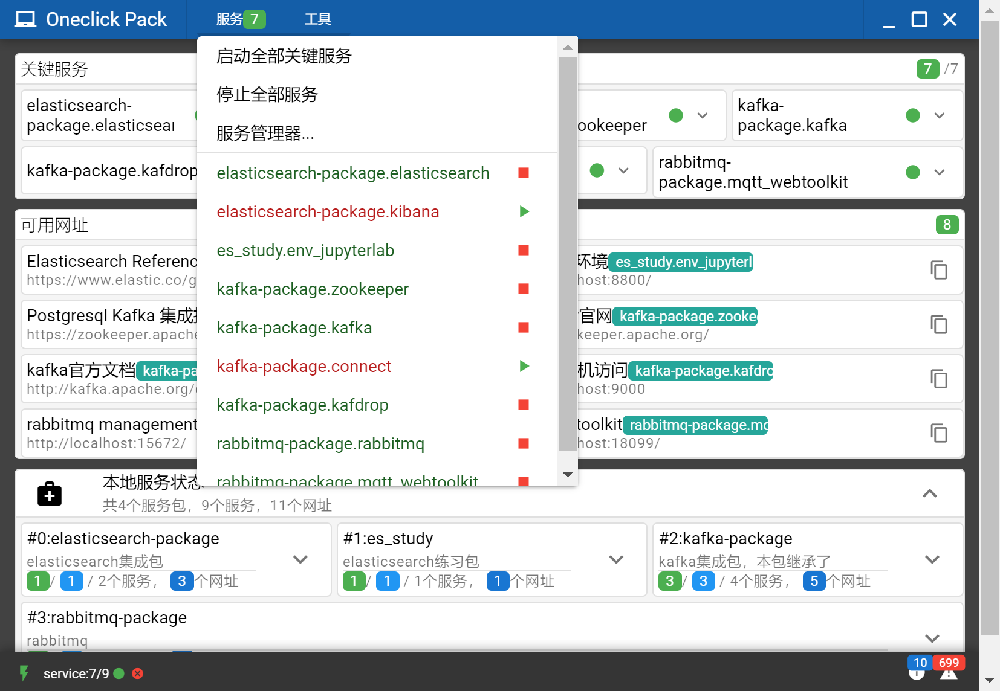 Oneclick Pack
服务 7
工具
启动全部关键服务
停止全部服务
服务管理器...
elasticsearch-package.elasticsearch
elasticsearch-package.kibana
es_study.env_jupyterlab
kafka-package.zookeeper
kafka-package.kafka
kafka-package.connect
kafka-package.kafdrop
rabbitmq-package.rabbitmq
rabbitmq-package.mqtt_webtoolkit
关键服务
7 /7
elasticsearch-
package.elasticsear
ookeeper
kafka-
package.kafka
kafka-package.kafdrop
rabbitmq-
package.mqtt_webtoolkit
可用网址
8
Elasticsearch Referenc
https://www.elastic.co/g
环境 es_study.env_jupyterl
host:8800/
Postgresql Kafka 集成
https://zookeeper.apache
官网 kafka-package.zooke
keeper.apache.org/
kafka官方文档 kafka-pa
http://kafka.apache.org/
机访问 kafka-package.kafdro
host:9000
rabbitmq management
http://localhost:15672/
toolkit rabbitmq-package.mq
host:18099/
本地服务状态
共4个服务包，9个服务，11个网址
#0:elasticsearch-package
elasticsearch集成包
1 / 1 / 2个服务， 3 个网址
#1:es_study
elasticsearch练习包
1 / 1 / 1个服务， 1 个网址
#2:kafka-package
kafka集成包，本包继承了
3 / 3 / 4个服务， 5 个网址
#3:rabbitmq-package
rabbitmq
service:7/9
10
699